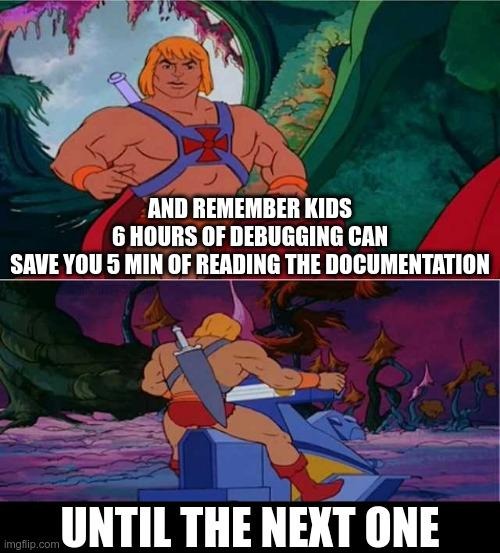 AND REMEMBER KIDS
6 HOURS OF DEBUGGING CAN
SAVE YOU 5 MIN OF READING THE DOCUMENTATION
UNTIL THE NEXT ONE
imgflip.com